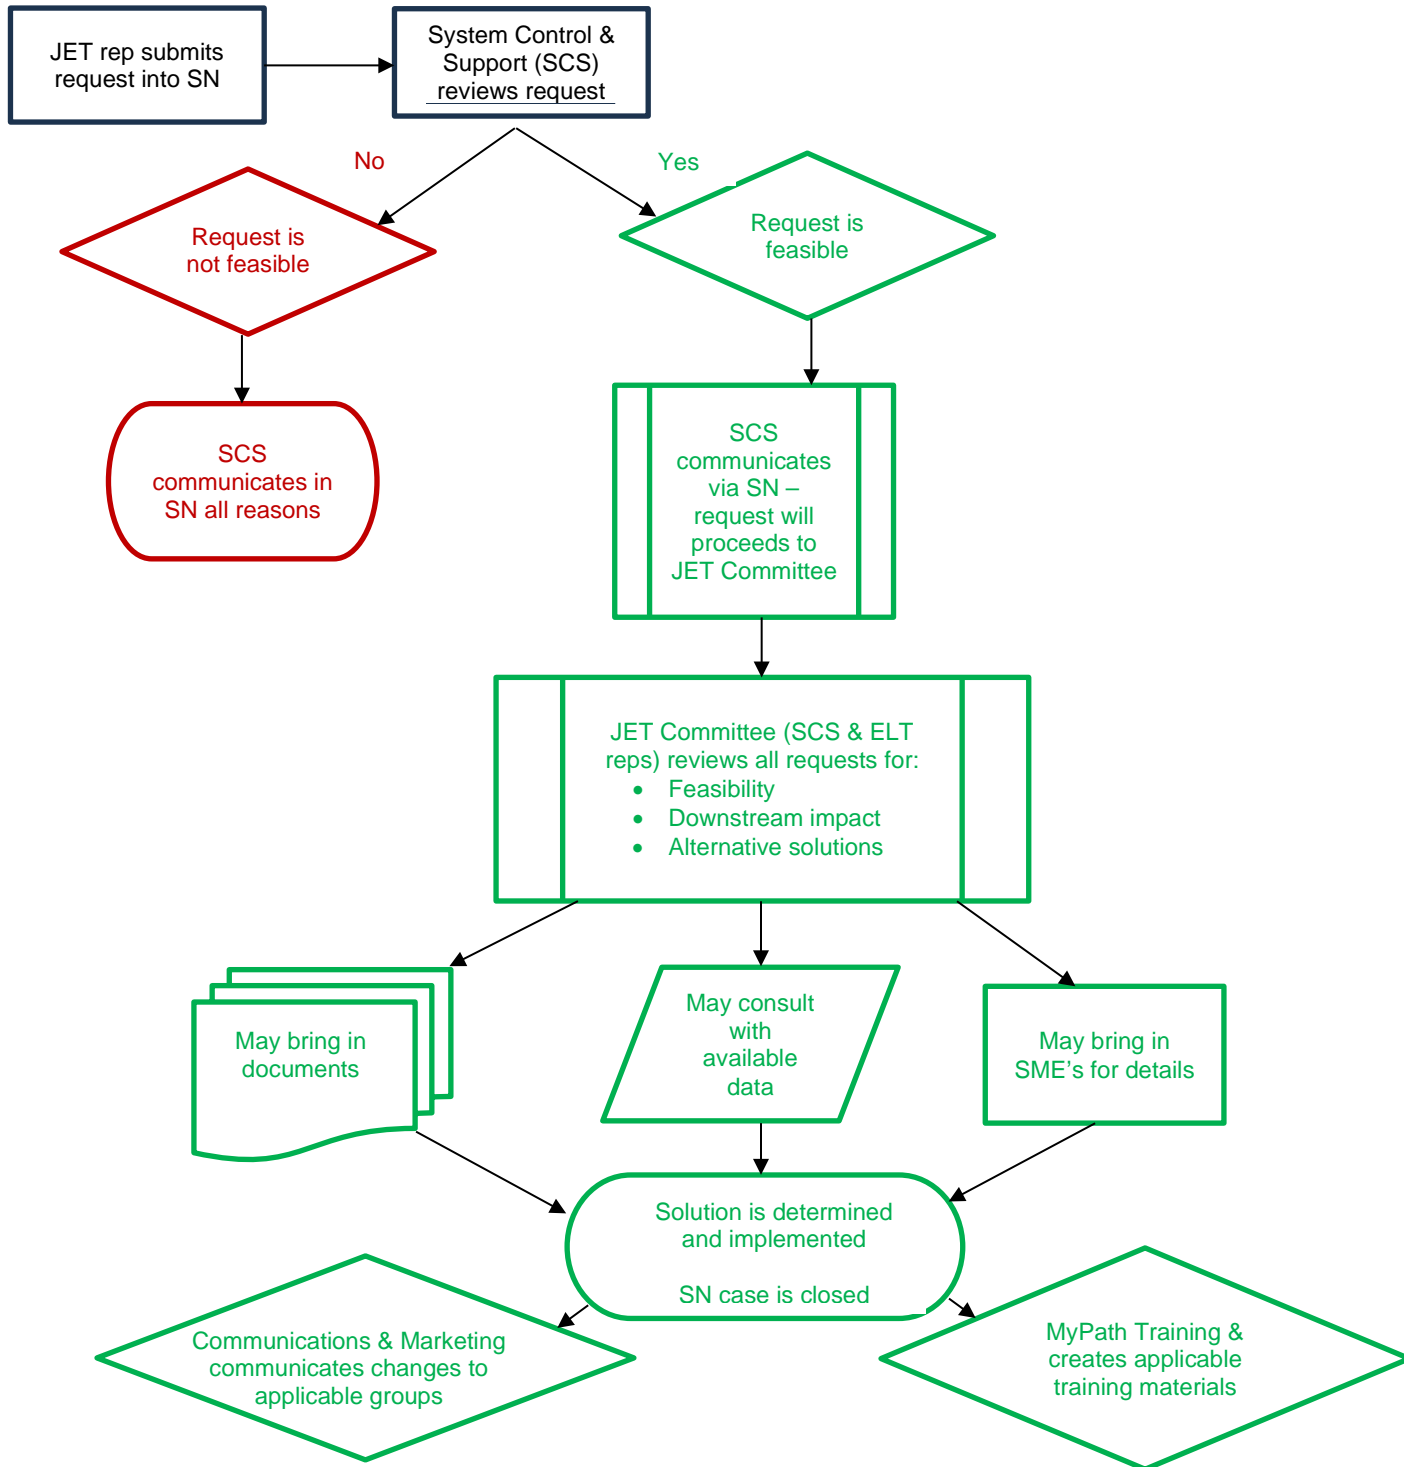 JET rep submits
request into SN
System Control &
Support (SCS)
reviews request
No
Yes
Request is
not feasible
Request is
feasible
SCS
communicates in
SN all reasons
SCS
communicates
via SN –
request will
proceeds to
JET Committee
JET Committee (SCS & ELT
reps) reviews all requests for:
• Feasibility
• Downstream impact
• Alternative solutions
May bring in
documents
May consult
with
available
data
May bring in
SME's for details
Solution is determined
and implemented
SN case is closed
Communications & Marketing
communicates changes to
applicable groups
MyPath Training &
creates applicable
training materials